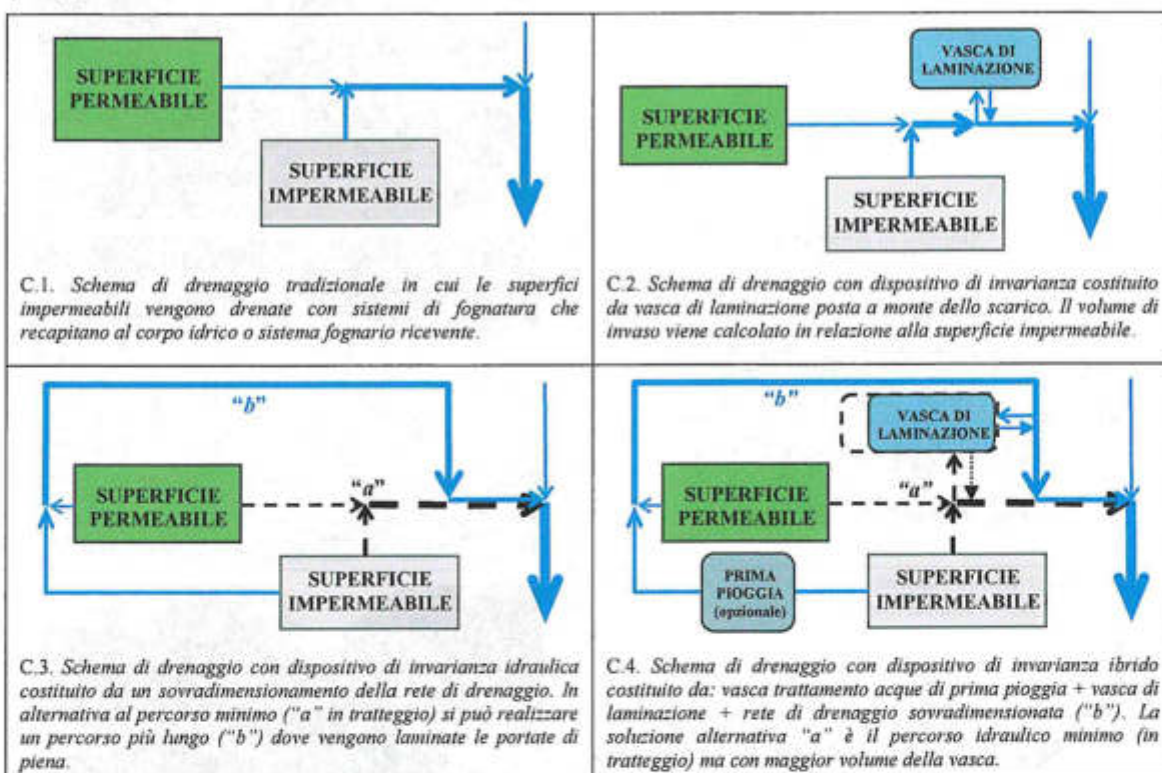 SUPERFICIE
PERMEABILE
SUPERFICIE
IMPERMEABILE
C.1. Schema di drenaggio tradizionale in cui le superfici
impermeabili vengono drenate con sistemi di fognatura che
recapitano al corpo idrico o sistema fognario ricevente.
VASCA DI
LAMINAZIONE
SUPERFICIE
PERMEABILE
SUPERFICIE
IMPERMEABILE
C.2. Schema di drenaggio con dispositivo di invarianza costituito
da vasca di laminazione posta a monte dello scarico. Il volume di
invaso viene calcolato in relazione alla superficie impermeabile.
"b"
SUPERFICIE
PERMEABILE
"a"
SUPERFICIE
IMPERMEABILE
C.3. Schema di drenaggio con dispositivo di invarianza idraulica
costituito da un sovradimensionamento della rete di drenaggio. In
alternativa al percorso minimo ("a" in tratteggio) si può realizzare
un percorso più lungo ("b") dove vengono laminate le portate di
piena.
"b"
VASCA DI
LAMINAZIONE
SUPERFICIE
PERMEABILE
"a"
PRIMA
PIOGGIA
(opzionale)
SUPERFICIE
IMPERMEABILE
C.4. Schema di drenaggio con dispositivo di invarianza ibrido
costituito da: vasca trattamento acque di prima pioggia + vasca di
laminazione + rete di drenaggio sovradimensionata ("b"). La
soluzione alternativa "a" è il percorso idraulico minimo (in
tratteggio) ma con maggior volume della vasca.